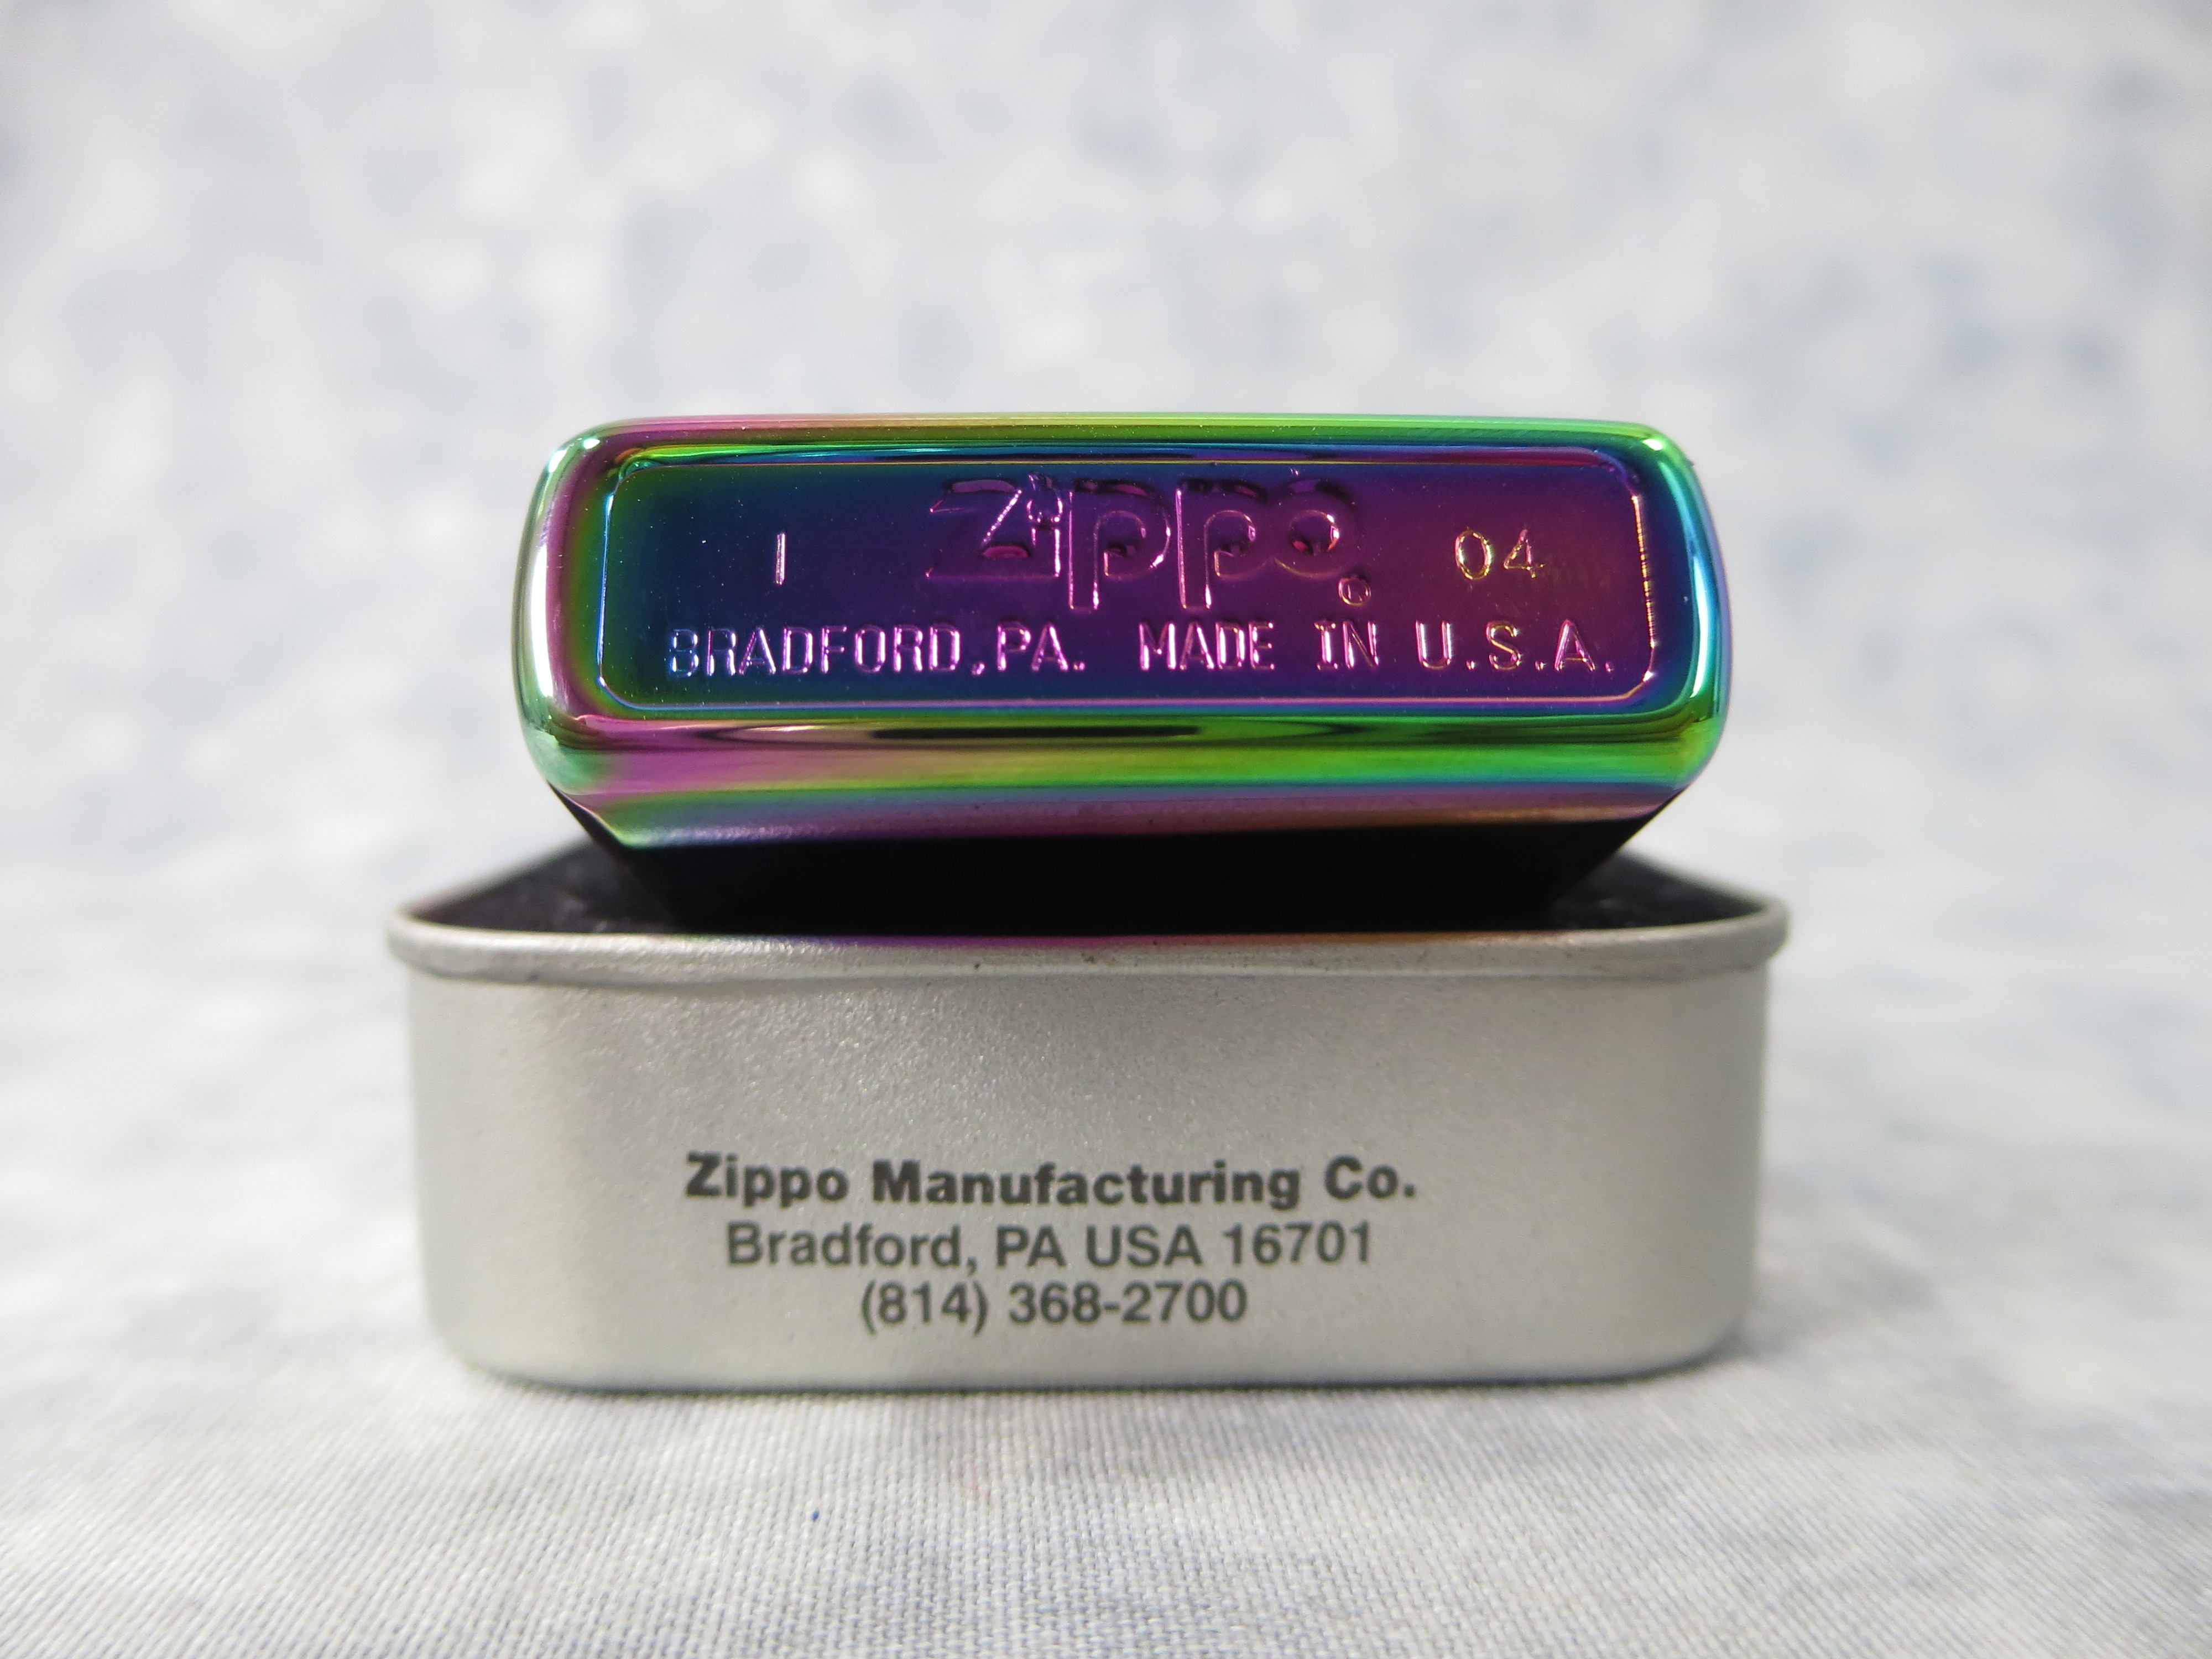 I Zippo® 04
BRADFORD, PA. MADE IN U.S.A.
Zippo Manufacturing Co.
Bradford, PA USA 16701
(814) 368-2700